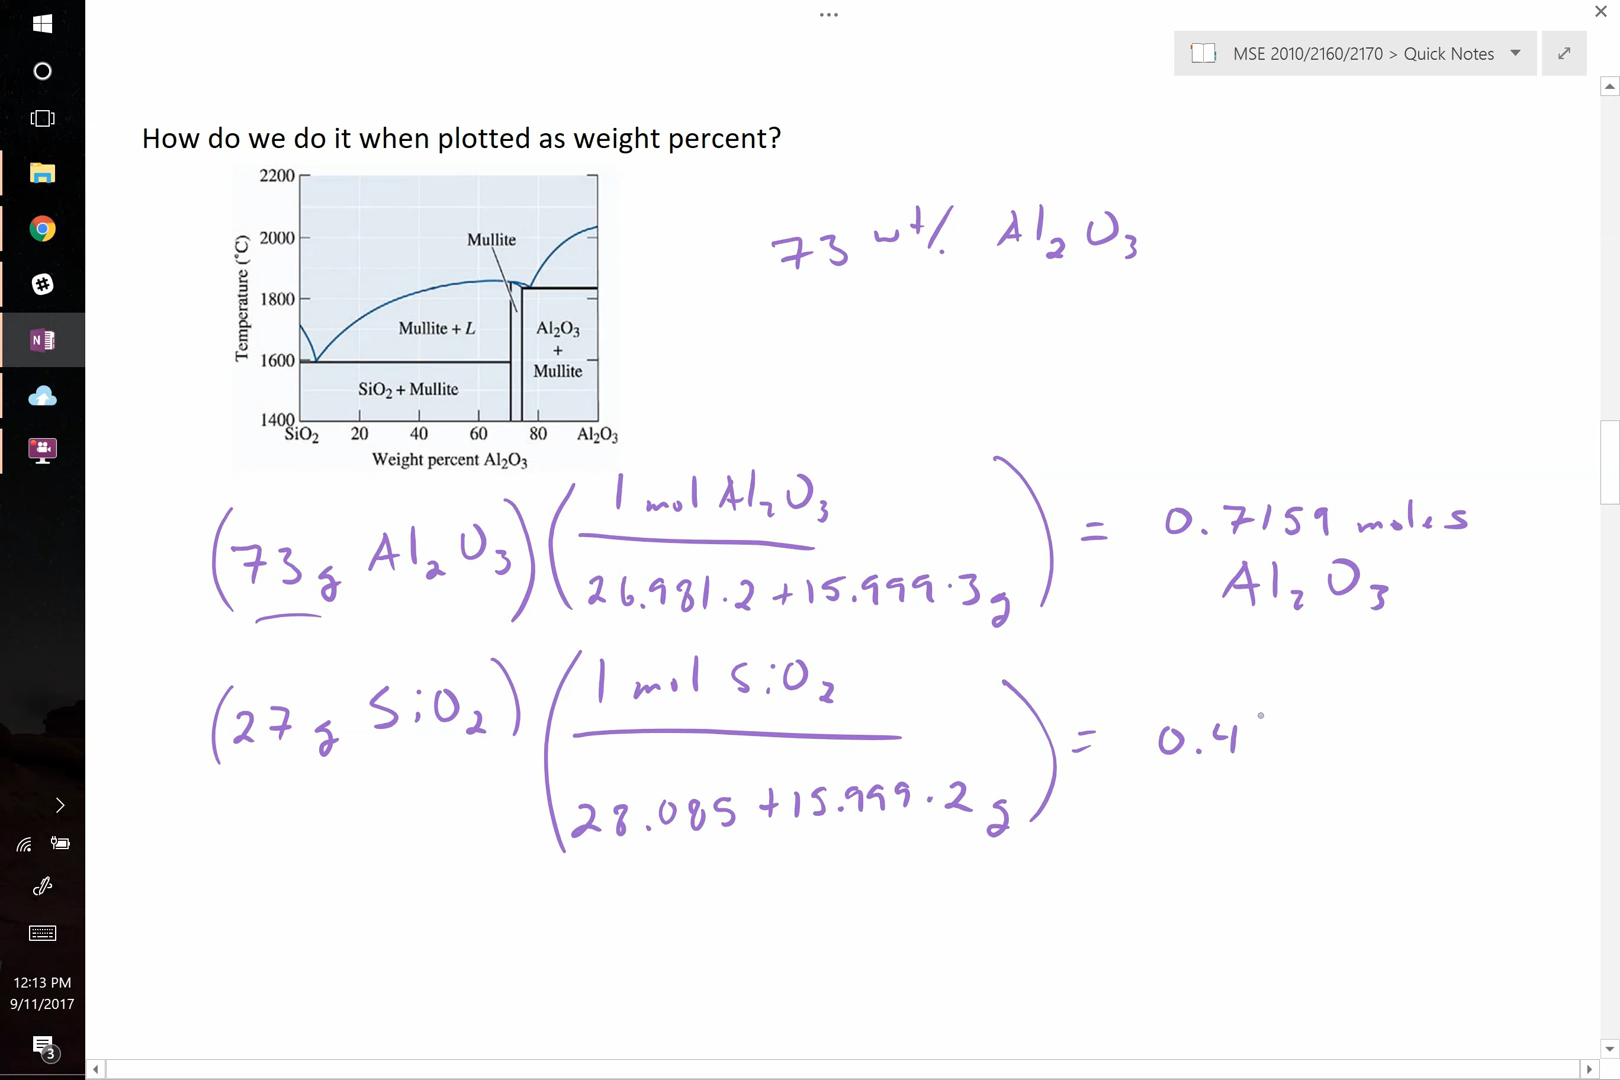 MSE 2010/2160/2170 > Quick Notes
How do we do it when plotted as weight percent?
73 wt% Al₂O₃
2200
2000
1800
1600
1400
Temperature (°C)
Mullite
Mullite + L
Al₂O₃
+
Mullite
SiO₂ + Mullite
SiO₂ 20 40 60 80 Al₂O₃
Weight percent Al₂O₃
(73g Al₂O₃) (1 mol Al₂O₃ / 26.981·2 + 15.999·3 g) = 0.7159 moles
Al₂O₃
(27g SiO₂) (1 mol SiO₂ / 28.085 + 15.999·2 g) = 0.4
12:13 PM
9/11/2017
3